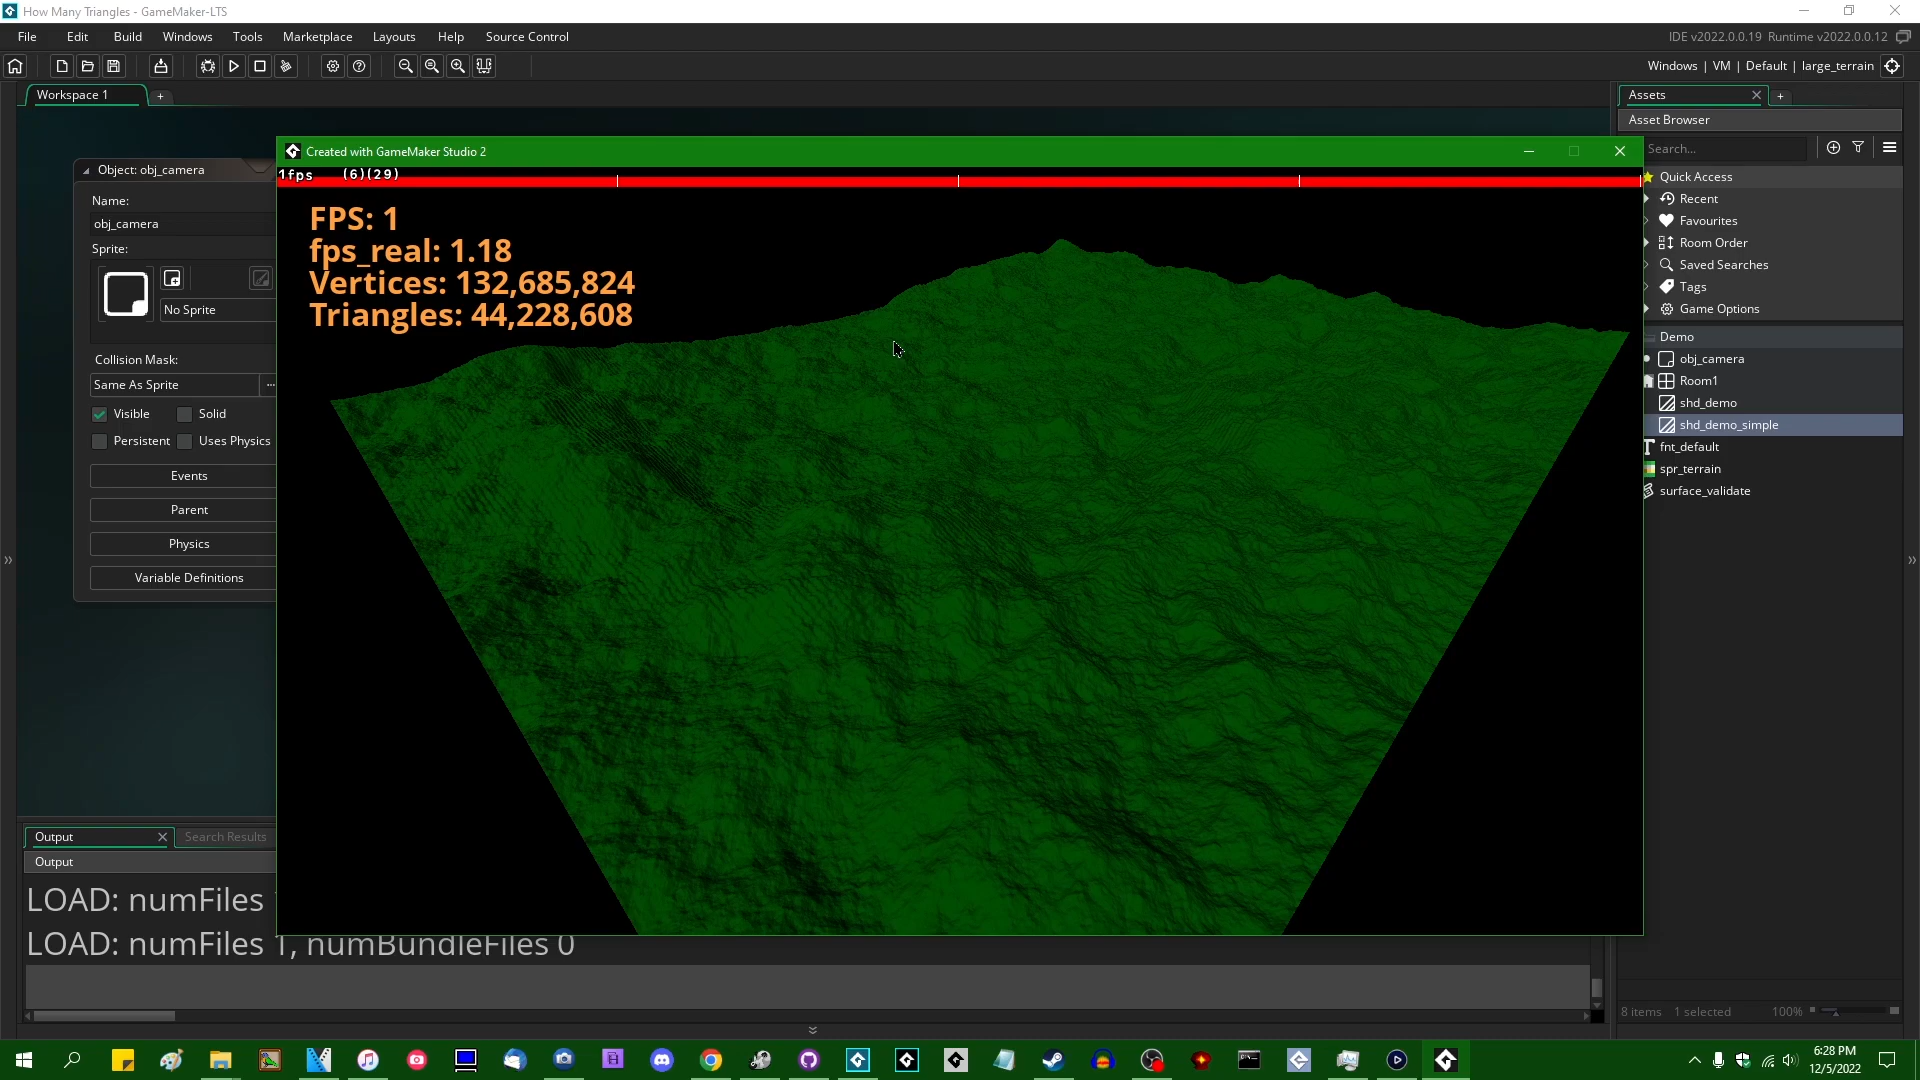 How Many Triangles - GameMaker-LTS
File Edit Build Windows Tools Marketplace Layouts Help Source Control
IDE v2022.0.0.19 Runtime v2022.0.0.12
Windows | VM | Default | large_terrain
Workspace 1
Assets
Asset Browser
Search...
Quick Access
Recent
Favourites
Room Order
Saved Searches
Tags
Game Options
Demo
obj_camera
Room1
shd_demo
shd_demo_simple
fnt_default
spr_terrain
surface_validate
8 items 1 selected 100%
Object: obj_camera
Name:
obj_camera
Sprite:
No Sprite
Collision Mask:
Same As Sprite
Visible Solid
Persistent Uses Physics
Events
Parent
Physics
Variable Definitions
Created with GameMaker Studio 2
1fps (6)(29)
FPS: 1
fps_real: 1.18
Vertices: 132,685,824
Triangles: 44,228,608
Output Search Results
Output
LOAD: numFiles
LOAD: numFiles 1, numBundleFiles 0
6:28 PM
12/5/2022